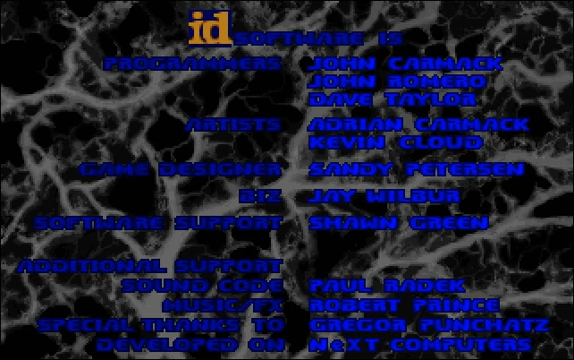 id SOFTWARE IS
PROGRAMMERS JOHN CARMACK
JOHN ROMERO
DAVE TAYLOR
ARTISTS ADRIAN CARMACK
KEVIN CLOUD
GAME DESIGNER SANDY PETERSEN
BIZ JAY WILBUR
SOFTWARE SUPPORT SHAWN GREEN
ADDITIONAL SUPPORT
SOUND CODE PAUL RADEK
MUSIC/FX ROBERT PRINCE
SPECIAL THANKS TO GREGOR PUNCHATZ
DEVELOPED ON NeXT COMPUTERS